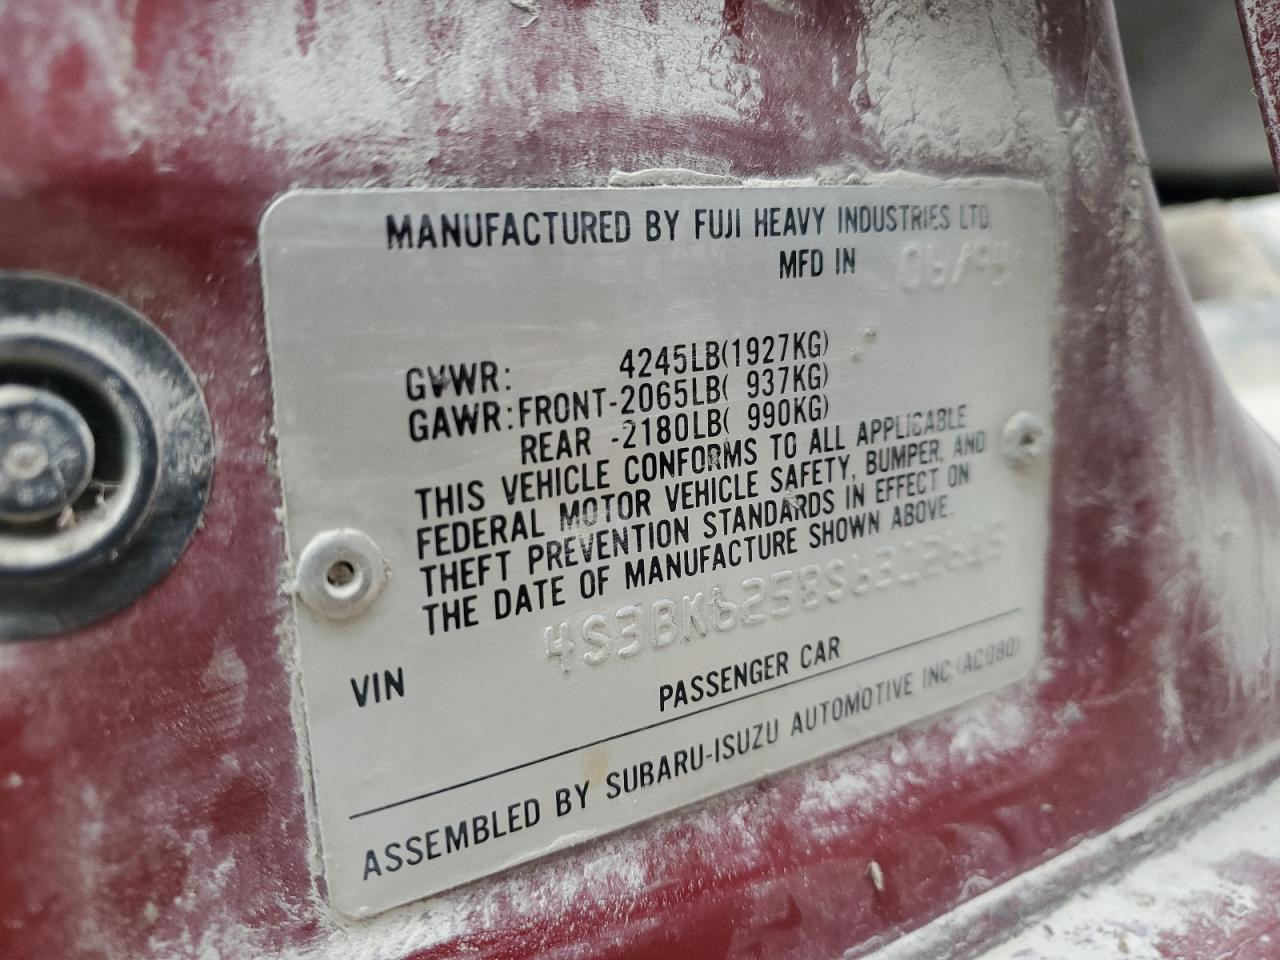 MANUFACTURED BY FUJI HEAVY INDUSTRIES LTD.
MFD IN 06/94
GVWR: 4245LB(1927KG)
GAWR:FRONT-2065LB( 937KG)
REAR -2180LB( 990KG)
THIS VEHICLE CONFORMS TO ALL APPLICABLE
FEDERAL MOTOR VEHICLE SAFETY, BUMPER, AND
THEFT PREVENTION STANDARDS IN EFFECT ON
THE DATE OF MANUFACTURE SHOWN ABOVE.
VIN
PASSENGER CAR
ASSEMBLED BY SUBARU-ISUZU AUTOMOTIVE INC.(AC080)